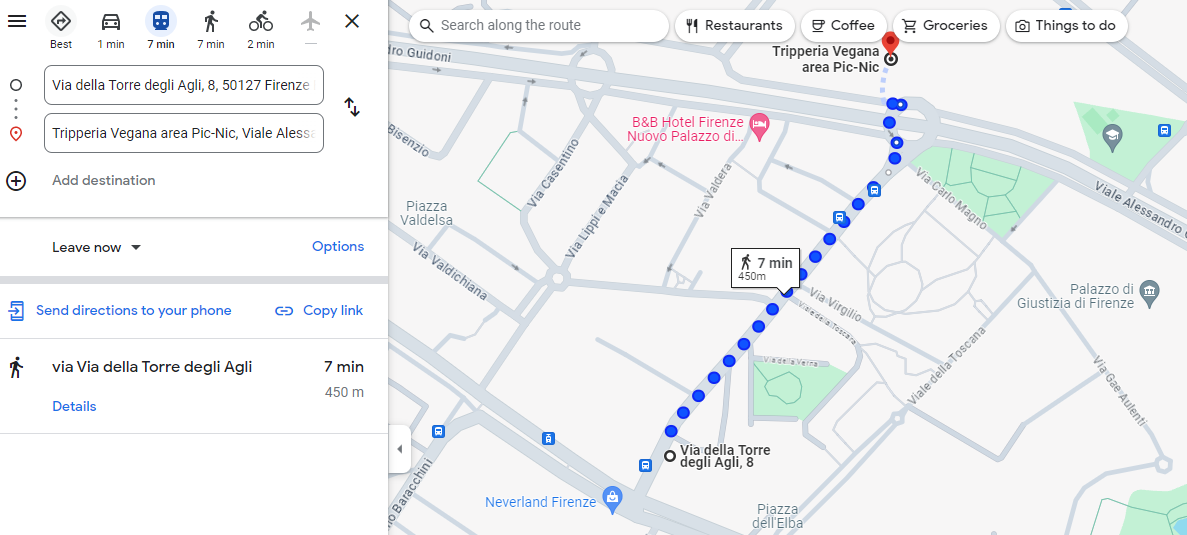 Best
1 min
7 min
7 min
2 min
—
Via della Torre degli Agli, 8, 50127 Firenze
Tripperia Vegana area Pic-Nic, Viale Alessa
Add destination
Leave now
Options
Send directions to your phone
Copy link
via Via della Torre degli Agli
7 min
450 m
Details
Search along the route
Restaurants
Coffee
Groceries
Things to do
dro Guidoni
Tripperia Vegana
area Pic-Nic
B&B Hotel Firenze
Nuovo Palazzo di...
Bisenzio
Via Casentino
Via Lippi e Macia
Via Valdera
Via Carlo Magno
Viale Alessandro
Piazza
Valdelsa
Via Valdichiana
7 min
450m
Via Virgilio
Viale della Toscana
Palazzo di
Giustizia di Firenze
Via della Verna
Viale della Toscana
Via Gae Aulenti
Via della Torre
degli Agli, 8
Baracchini
Neverland Firenze
Piazza
dell'Elba